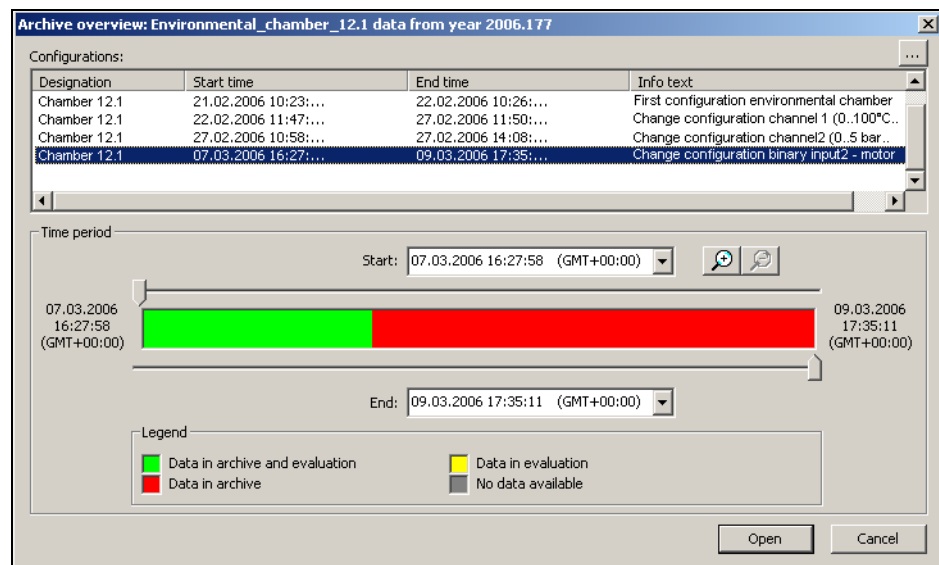 Archive overview: Environmental_chamber_12.1 data from year 2006.177
Configurations:
...
Designation Start time End time Info text
Chamber 12.1 21.02.2006 10:23:... 22.02.2006 10:26:... First configuration environmental chamber
Chamber 12.1 22.02.2006 11:47:... 27.02.2006 11:50:... Change configuration channel 1 (0..100°C..
Chamber 12.1 27.02.2006 10:58:... 27.02.2006 14:08:... Change configuration channel2 (0..5 bar..
Chamber 12.1 07.03.2006 16:27:... 09.03.2006 17:35:... Change configuration binary input2 - motor
Time period
Start: 07.03.2006 16:27:58 (GMT+00:00)
07.03.2006
16:27:58
(GMT+00:00)
09.03.2006
17:35:11
(GMT+00:00)
End: 09.03.2006 17:35:11 (GMT+00:00)
Legend
Data in archive and evaluation Data in evaluation
Data in archive No data available
Open Cancel